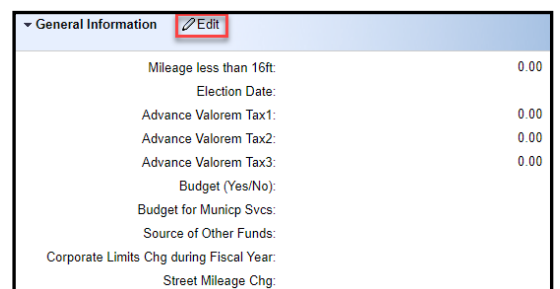 General Information Edit
Mileage less than 16ft: 0.00
Election Date:
Advance Valorem Tax1: 0.00
Advance Valorem Tax2: 0.00
Advance Valorem Tax3: 0.00
Budget (Yes/No):
Budget for Municp Svcs:
Source of Other Funds:
Corporate Limits Chg during Fiscal Year:
Street Mileage Chg: